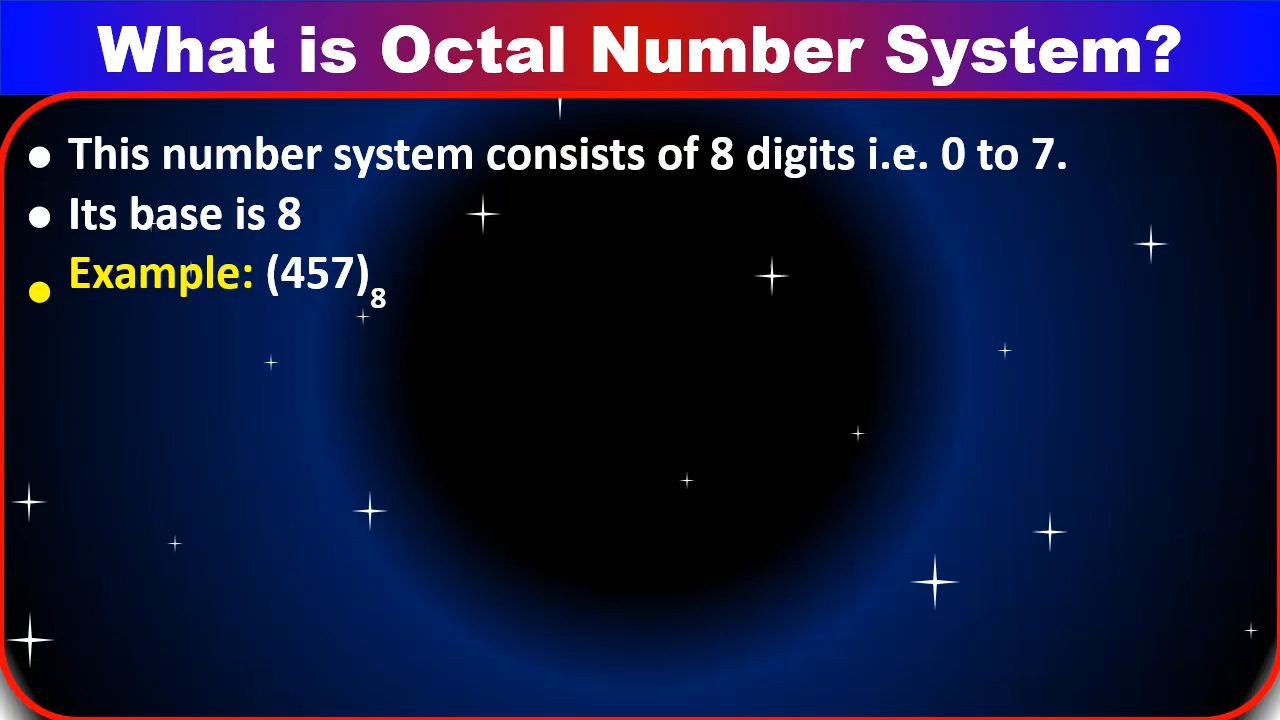 What is Octal Number System?
● This number system consists of 8 digits i.e. 0 to 7.
● Its base is 8
● Example: (457)₈